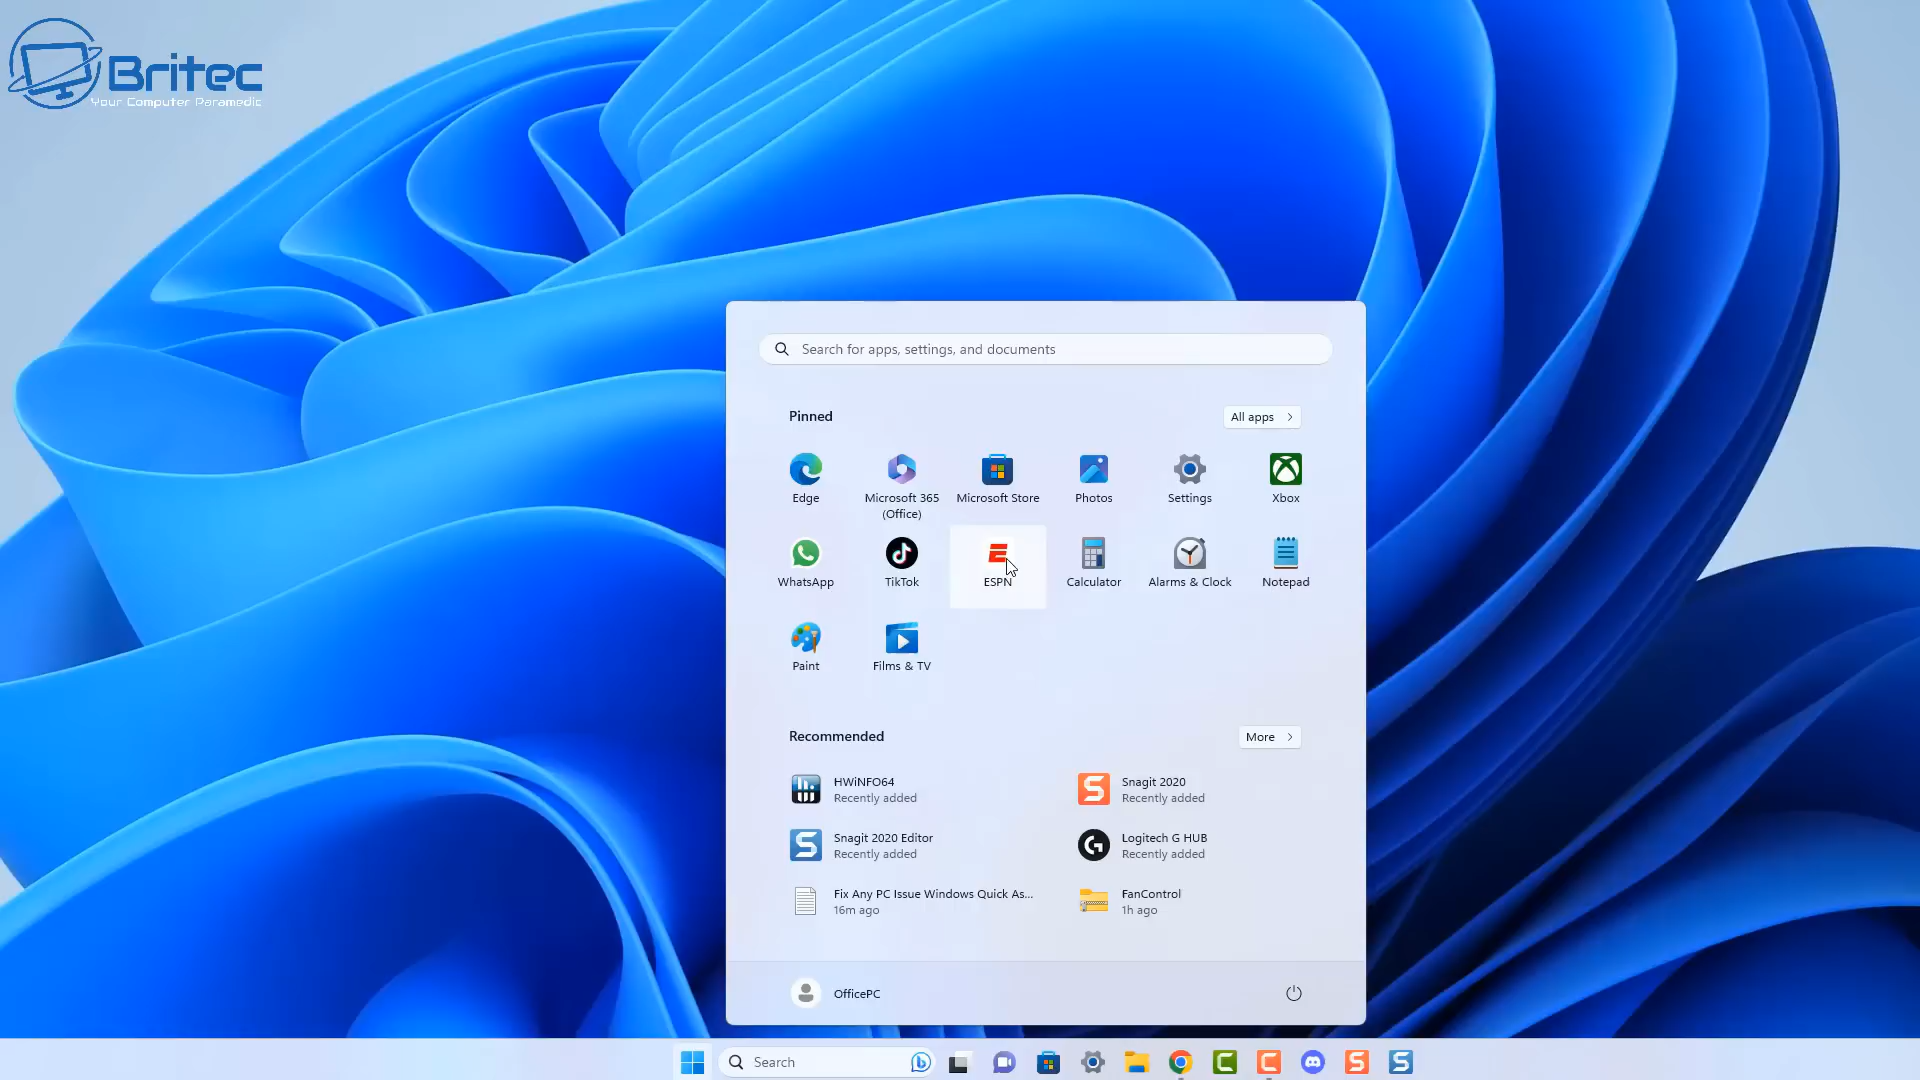 Britec
Your Computer Paramedic
Search for apps, settings, and documents
Pinned
All apps
Edge
Microsoft 365
(Office)
Microsoft Store
Photos
Settings
Xbox
WhatsApp
TikTok
ESPN
Calculator
Alarms & Clock
Notepad
Paint
Films & TV
Recommended
More
HWiNFO64
Recently added
Snagit 2020
Recently added
Snagit 2020 Editor
Recently added
Logitech G HUB
Recently added
Fix Any PC Issue Windows Quick As...
16m ago
FanControl
1h ago
OfficePC
Search